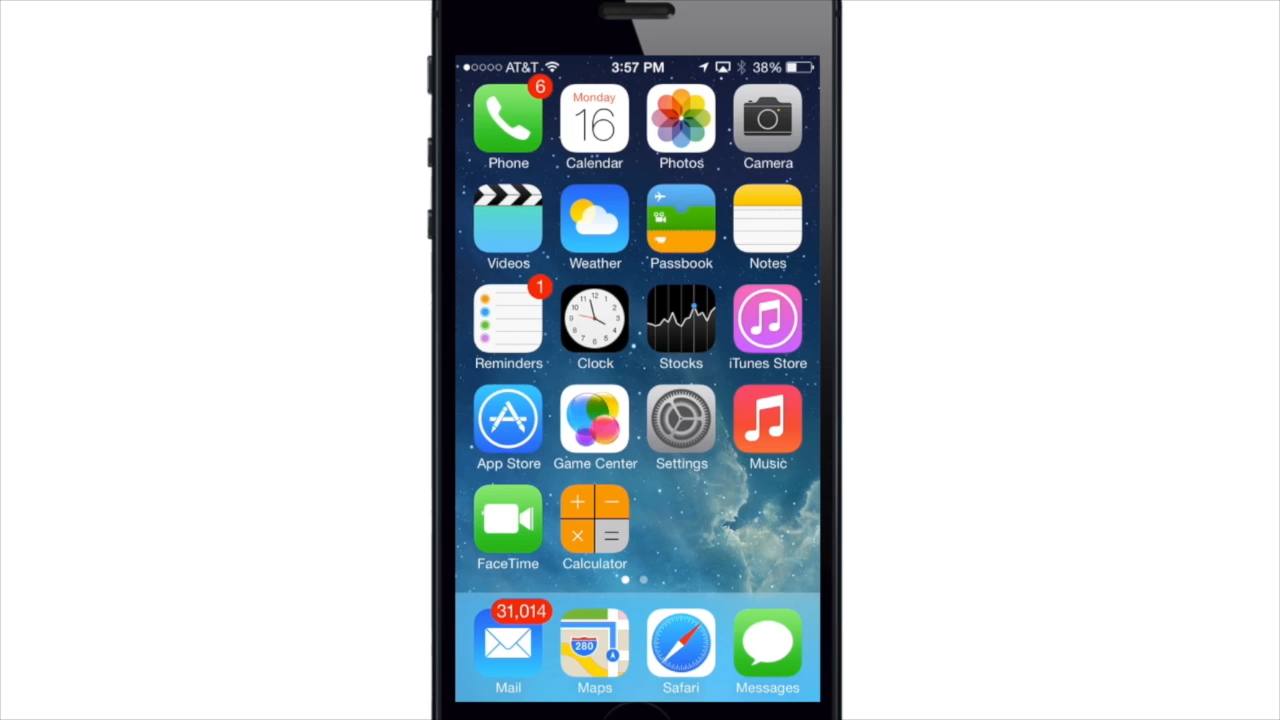 AT&T 3:57 PM 38%
6
Monday
16
Phone Calendar Photos Camera
Videos Weather Passbook Notes
1
12
Reminders Clock Stocks iTunes Store
App Store Game Center Settings Music
+ −
× =
FaceTime Calculator
31,014
280
Mail Maps Safari Messages